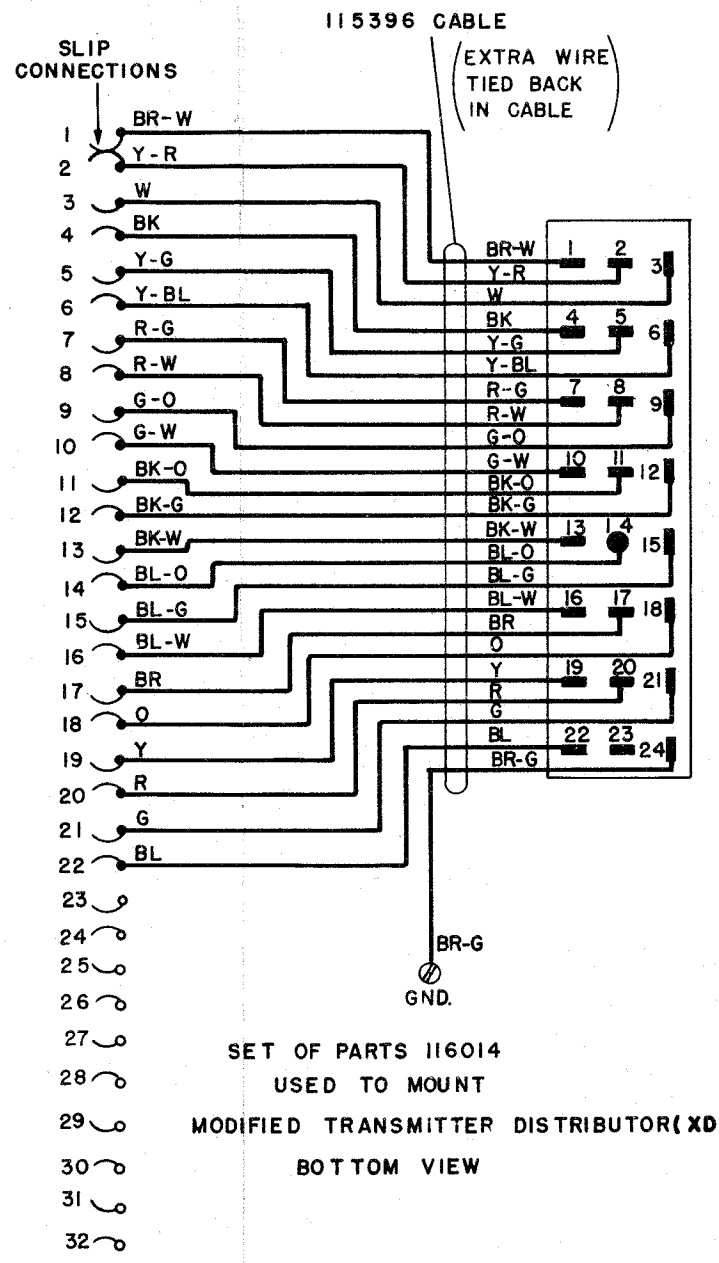 115396 CABLE
SLIP
CONNECTIONS
(EXTRA WIRE
TIED BACK
IN CABLE)
1 BR-W
2 Y-R
3 W
4 BK
5 Y-G
6 Y-BL
7 R-G
8 R-W
9 G-O
10 G-W
11 BK-O
12 BK-G
13 BK-W
14 BL-O
15 BL-G
16 BL-W
17 BR
18 O
19 Y
20 R
21 G
22 BL
23
24
25
26
27
28
29
30
31
32
BR-W 1 2 3
Y-R
W
BK 4 5 6
Y-G
Y-BL
R-G 7 8 9
R-W
G-O
G-W 10 11 12
BK-O
BK-G
BK-W 13 14 15
BL-O
BL-G
BL-W 16 17 18
BR
O
Y 19 20 21
R
G
BL 22 23 24
BR-G
BR-G
GND.
SET OF PARTS 116014
USED TO MOUNT
MODIFIED TRANSMITTER DISTRIBUTOR(XD
BOTTOM VIEW